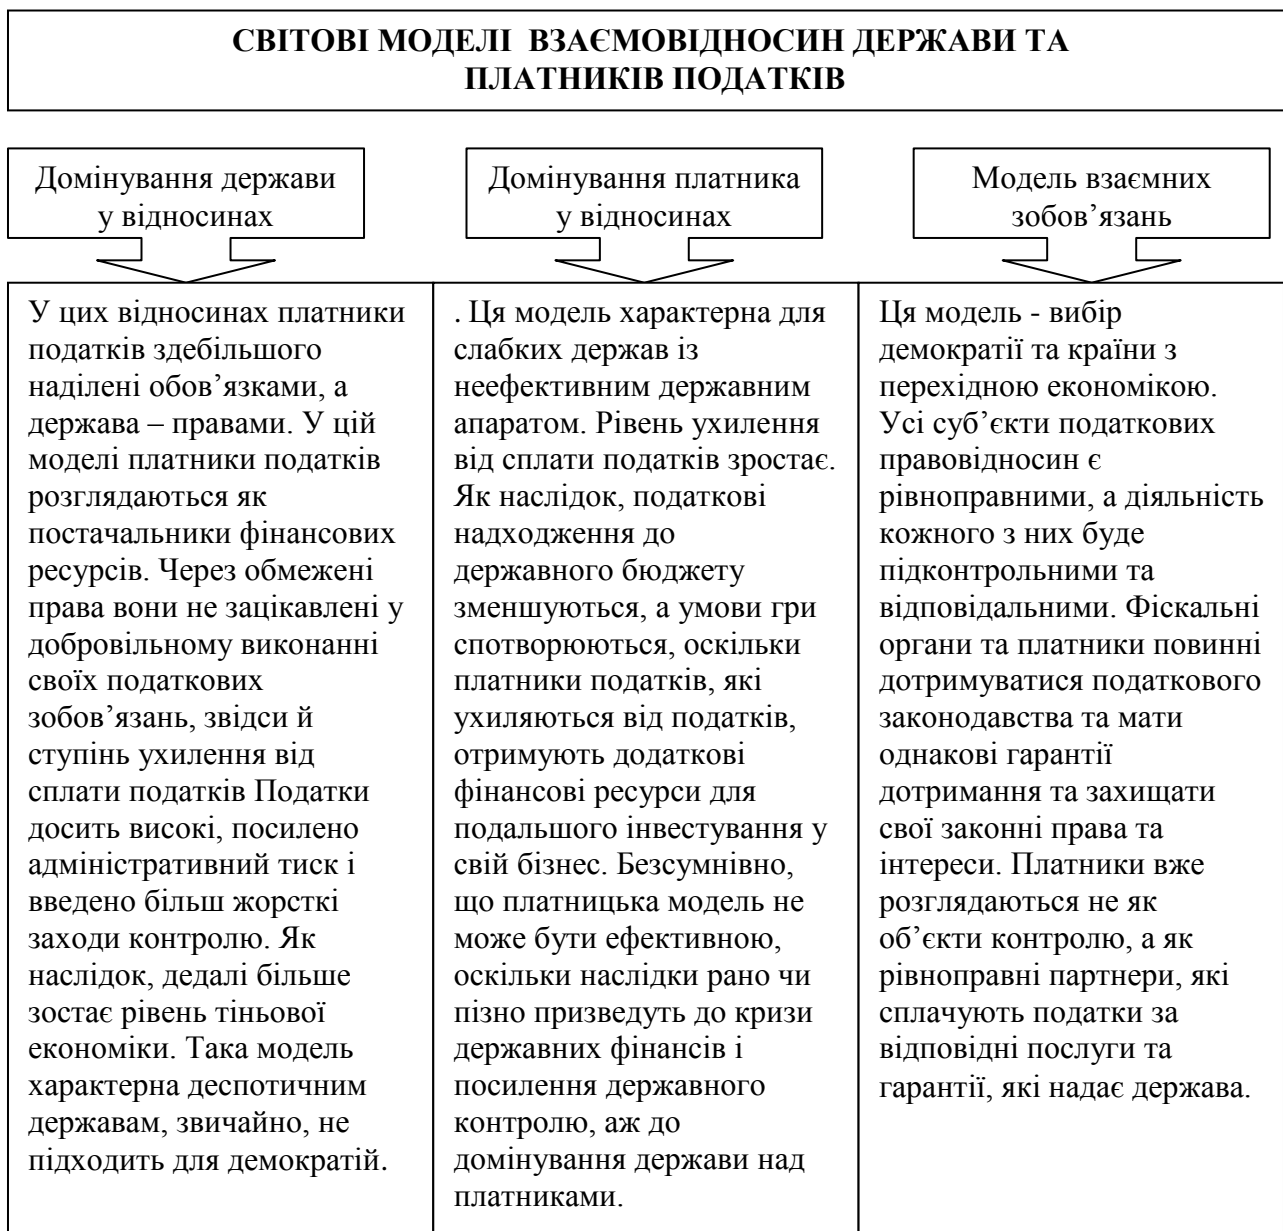 СВІТОВІ МОДЕЛІ ВЗАЄМОВІДНОСИН ДЕРЖАВИ ТА
ПЛАТНИКІВ ПОДАТКІВ
Домінування держави
у відносинах
Домінування платника
у відносинах
Модель взаємних
зобов’язань
У цих відносинах платники
податків здебільшого
наділені обов’язками, а
держава – правами. У цій
моделі платники податків
розглядаються як
постачальники фінансових
ресурсів. Через обмежені
права вони не зацікавлені у
добровільному виконанні
своїх податкових
зобов’язань, звідси й
ступінь ухилення від
сплати податків Податки
досить високі, посилено
адміністративний тиск і
введено більш жорсткі
заходи контролю. Як
наслідок, дедалі більше
зостає рівень тіньової
економіки. Така модель
характерна деспотичним
державам, звичайно, не
підходить для демократій.
. Ця модель характерна для
слабких держав із
неефективним державним
апаратом. Рівень ухилення
від сплати податків зростає.
Як наслідок, податкові
надходження до
державного бюджету
зменшуються, а умови гри
спотворюються, оскільки
платники податків, які
ухиляються від податків,
отримують додаткові
фінансові ресурси для
подальшого інвестування у
свій бізнес. Безсумнівно,
що платницька модель не
може бути ефективною,
оскільки наслідки рано чи
пізно призведуть до кризи
державних фінансів і
посилення державного
контролю, аж до
домінування держави над
платниками.
Ця модель - вибір
демократії та країни з
перехідною економікою.
Усі суб’єкти податкових
правовідносин є
рівноправними, а діяльність
кожного з них буде
підконтрольними та
відповідальними. Фіскальні
органи та платники повинні
дотримуватися податкового
законодавства та мати
однакові гарантії
дотримання та захищати
свої законні права та
інтереси. Платники вже
розглядаються не як
об’єкти контролю, а як
рівноправні партнери, які
сплачують податки за
відповідні послуги та
гарантії, які надає держава.